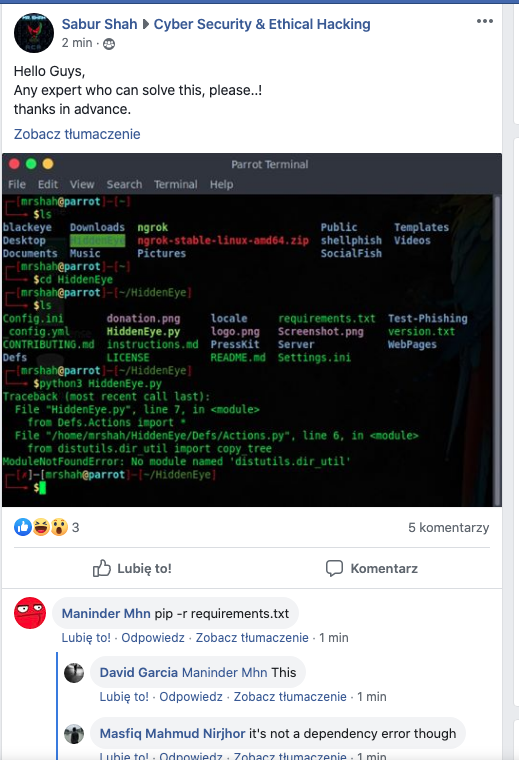 Sabur Shah Cyber Security & Ethical Hacking
2 min ·
Hello Guys,
Any expert who can solve this, please..!
thanks in advance.
Zobacz tłumaczenie
Parrot Terminal
File Edit View Search Terminal Help
[mrshah@parrot]-[~]
$ls
blackeye Downloads ngrok Public Templates
Desktop HiddenEye ngrok-stable-linux-amd64.zip shellphish Videos
Documents Music Pictures SocialFish
[mrshah@parrot]-[~]
$cd HiddenEye
[mrshah@parrot]-[~/HiddenEye]
$ls
Config.ini donation.png locale requirements.txt Test-Phishing
_config.yml HiddenEye.py logo.png Screenshot.png version.txt
CONTRIBUTING.md instructions.md PressKit Server WebPages
Defs LICENSE README.md Settings.ini
[mrshah@parrot]-[~/HiddenEye]
$python3 HiddenEye.py
Traceback (most recent call last):
File "HiddenEye.py", line 7, in <module>
from Defs.Actions import *
File "/home/mrshah/HiddenEye/Defs/Actions.py", line 6, in <module>
from distutils.dir_util import copy_tree
ModuleNotFoundError: No module named 'distutils.dir_util'
[✗]-[mrshah@parrot]-[~/HiddenEye]
$
3 5 komentarzy
Lubię to! Komentarz
Maninder Mhn pip -r requirements.txt
Lubię to! · Odpowiedz · Zobacz tłumaczenie · 1 min
David Garcia Maninder Mhn This
Lubię to! · Odpowiedz · Zobacz tłumaczenie · 1 min
Masfiq Mahmud Nirjhor it's not a dependency error though
Lubię to! · Odpowiedz · Zobacz tłumaczenie · 1 min